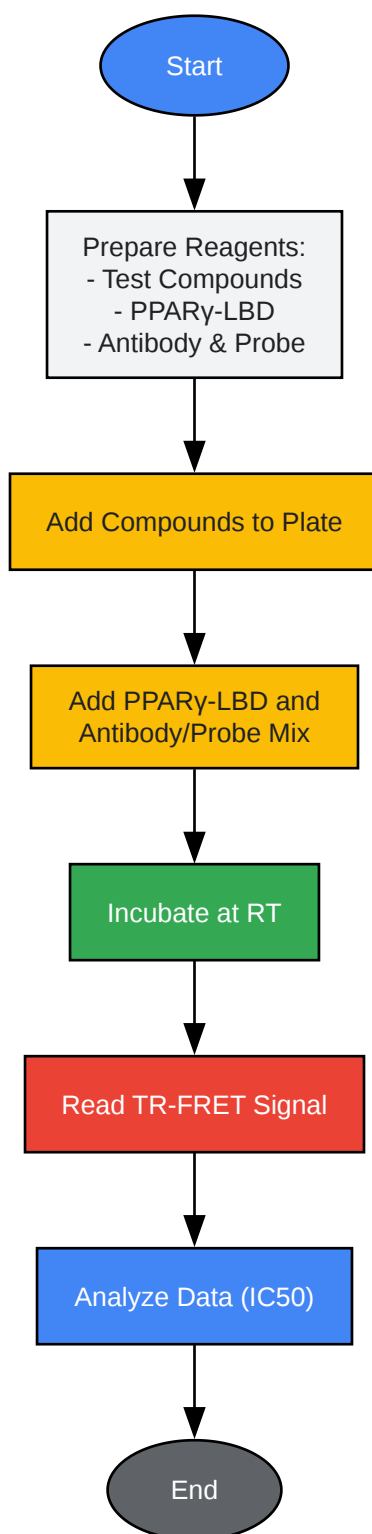 Start
Prepare Reagents:
- Test Compounds
- PPARγ-LBD
- Antibody & Probe
Add Compounds to Plate
Add PPARγ-LBD and
Antibody/Probe Mix
Incubate at RT
Read TR-FRET Signal
Analyze Data (IC50)
End